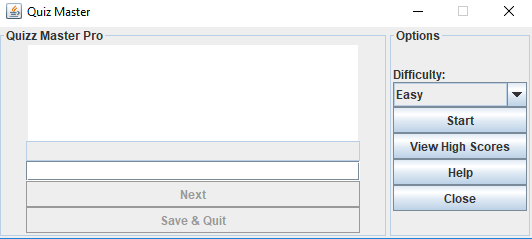 Quiz Master
Quizz Master Pro
Next
Save & Quit
Options
Difficulty:
Easy
Start
View High Scores
Help
Close